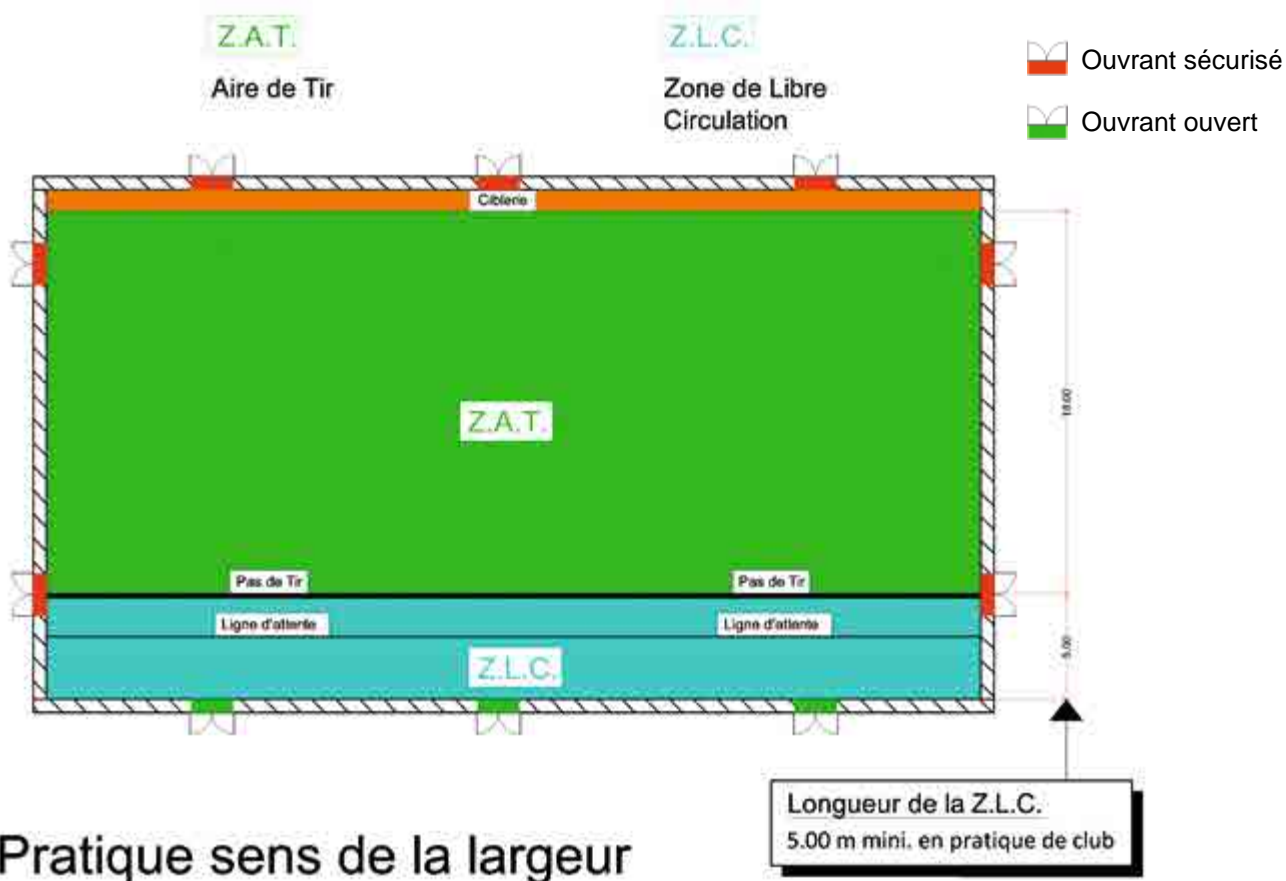 Z.A.T.
Aire de Tir
Z.L.C.
Zone de Libre
Circulation
Ouvrant sécurisé
Ouvrant ouvert
Ciblerie
18.00
Z.A.T.
Pas de Tir
Pas de Tir
Ligne d'attente
Ligne d'attente
5.00
Z.L.C.
Longueur de la Z.L.C.
5.00 m mini. en pratique de club
Pratique sens de la largeur